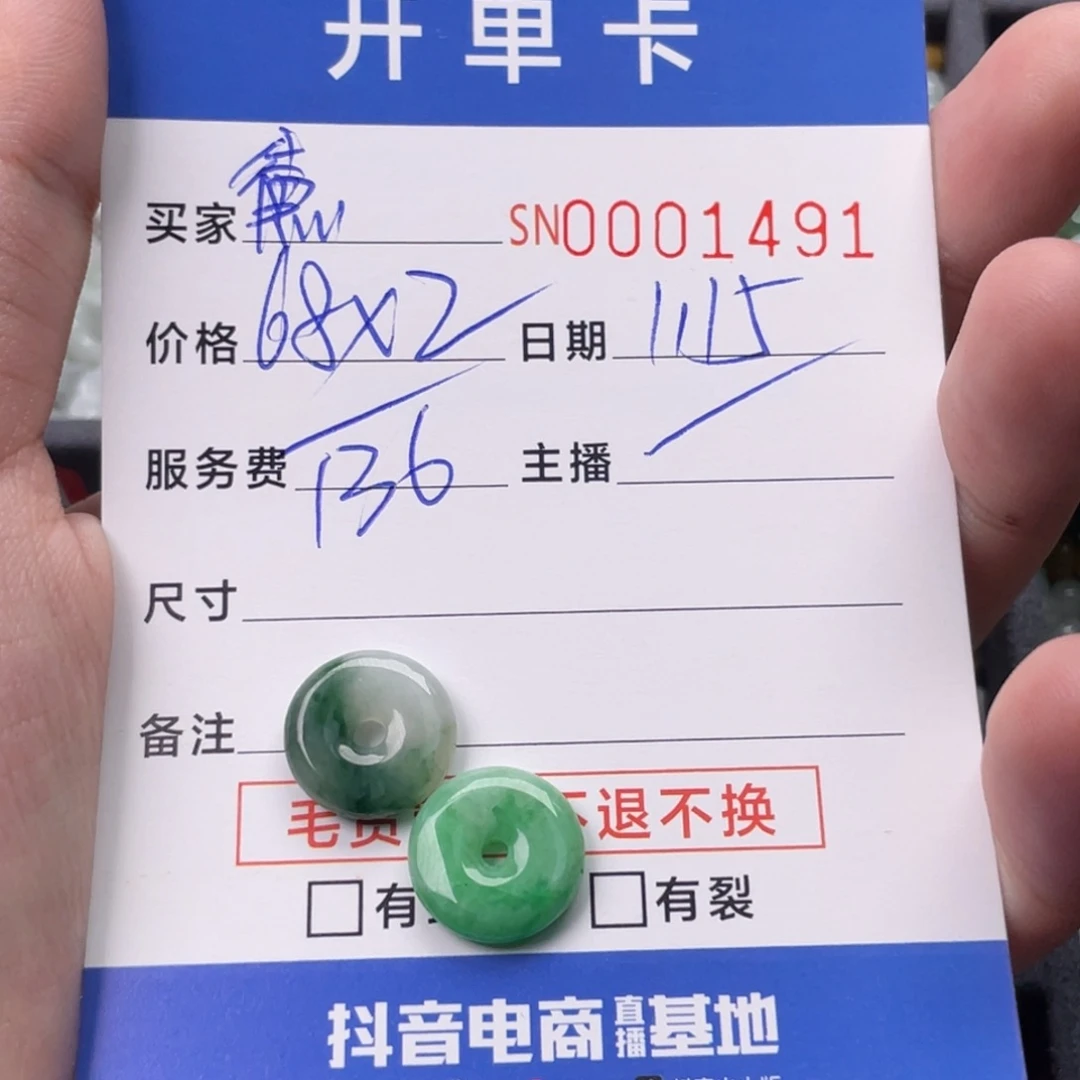 开单卡
买家 SN0001491
价格 68x2 日期 11.15
服务费 136 主播
尺寸
备注
毛货 不退不换
有 有裂
抖音电商直播基地